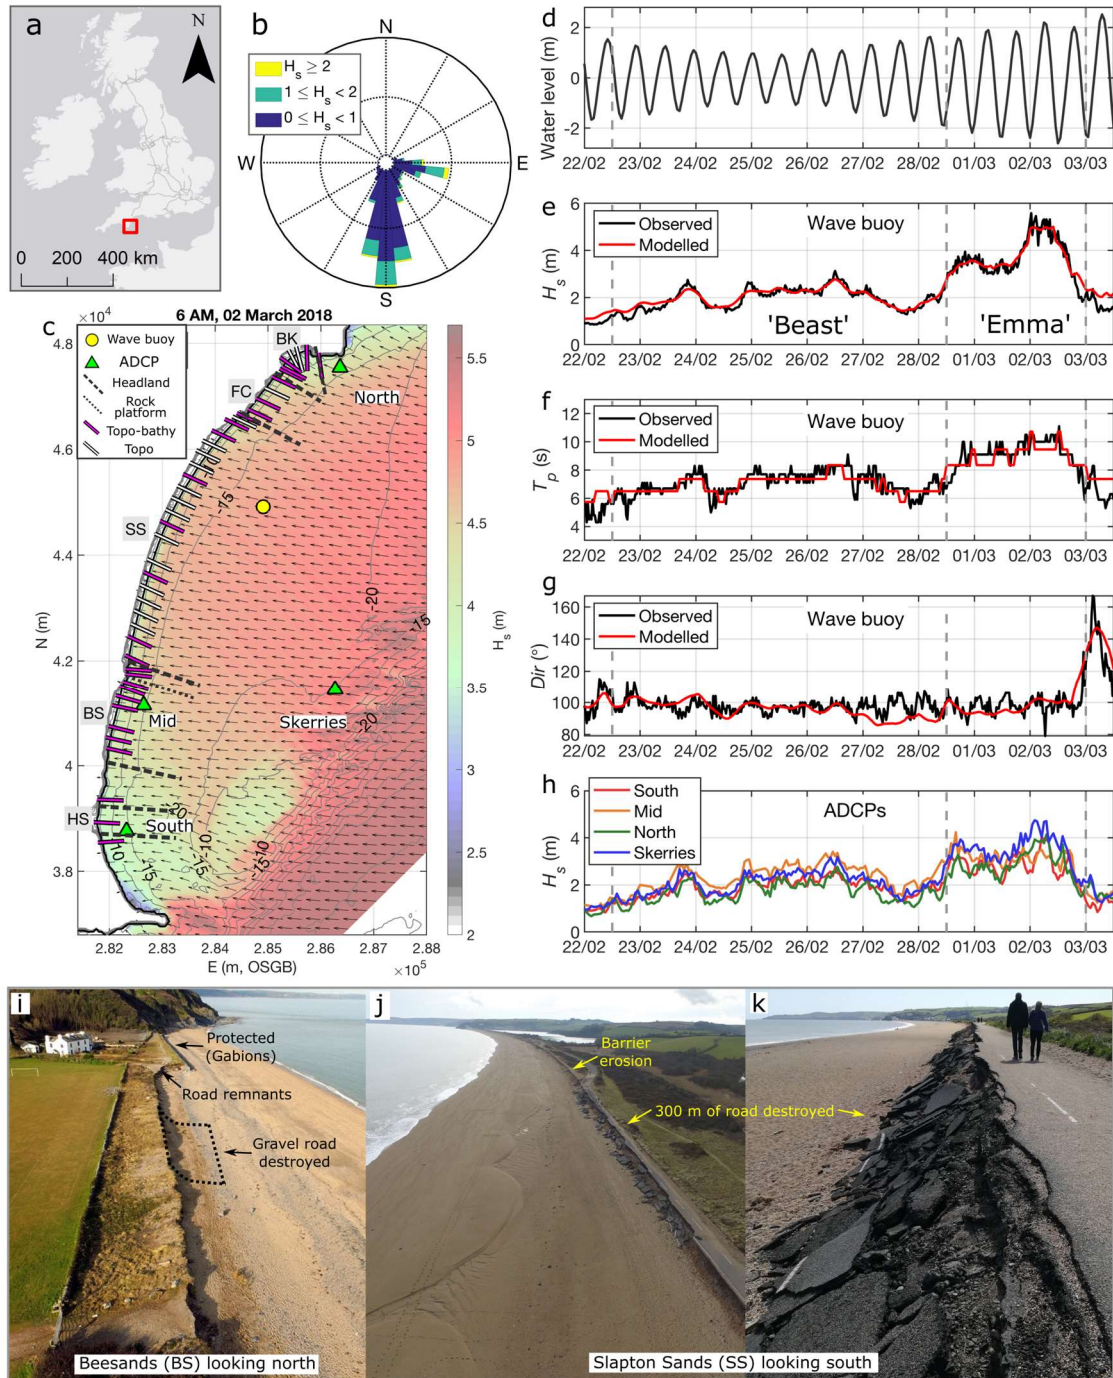 a
N
0 200 400 km
b
N
H_s ≥ 2
1 ≤ H_s < 2
0 ≤ H_s < 1
W
E
S
c
6 AM, 02 March 2018
×10⁴
4.8
4.6
4.4
4.2
4
3.8
N (m)
Wave buoy
ADCP
Headland
Rock
platform
Topo-bathy
Topo
BK
FC
SS
BS
HS
North
Mid
Skerries
South
-10
-15
-20
-15
-20
-20
-10
-15
-15
-10
10
-15
2.82 2.83 2.84 2.85 2.86 2.87 2.88
E (m, OSGB)
×10⁵
5.5
5
4.5
4
3.5
3
2.5
2
H_s (m)
d
Water level (m)
2
0
-2
22/02 23/02 24/02 25/02 26/02 27/02 28/02 01/03 02/03 03/03
e
Observed
Modelled
Wave buoy
H_s (m)
6
4
2
0
'Beast'
'Emma'
22/02 23/02 24/02 25/02 26/02 27/02 28/02 01/03 02/03 03/03
f
Observed
Modelled
Wave buoy
T_p (s)
12
10
8
6
4
22/02 23/02 24/02 25/02 26/02 27/02 28/02 01/03 02/03 03/03
g
Observed
Modelled
Wave buoy
Dir (°)
160
140
120
100
80
22/02 23/02 24/02 25/02 26/02 27/02 28/02 01/03 02/03 03/03
h
South
Mid
North
Skerries
ADCPs
H_s (m)
6
4
2
0
22/02 23/02 24/02 25/02 26/02 27/02 28/02 01/03 02/03 03/03
i
Protected
(Gabions)
Road remnants
Gravel road
destroyed
Beesands (BS) looking north
j
Barrier
erosion
300 m of road destroyed
k
Slapton Sands (SS) looking south